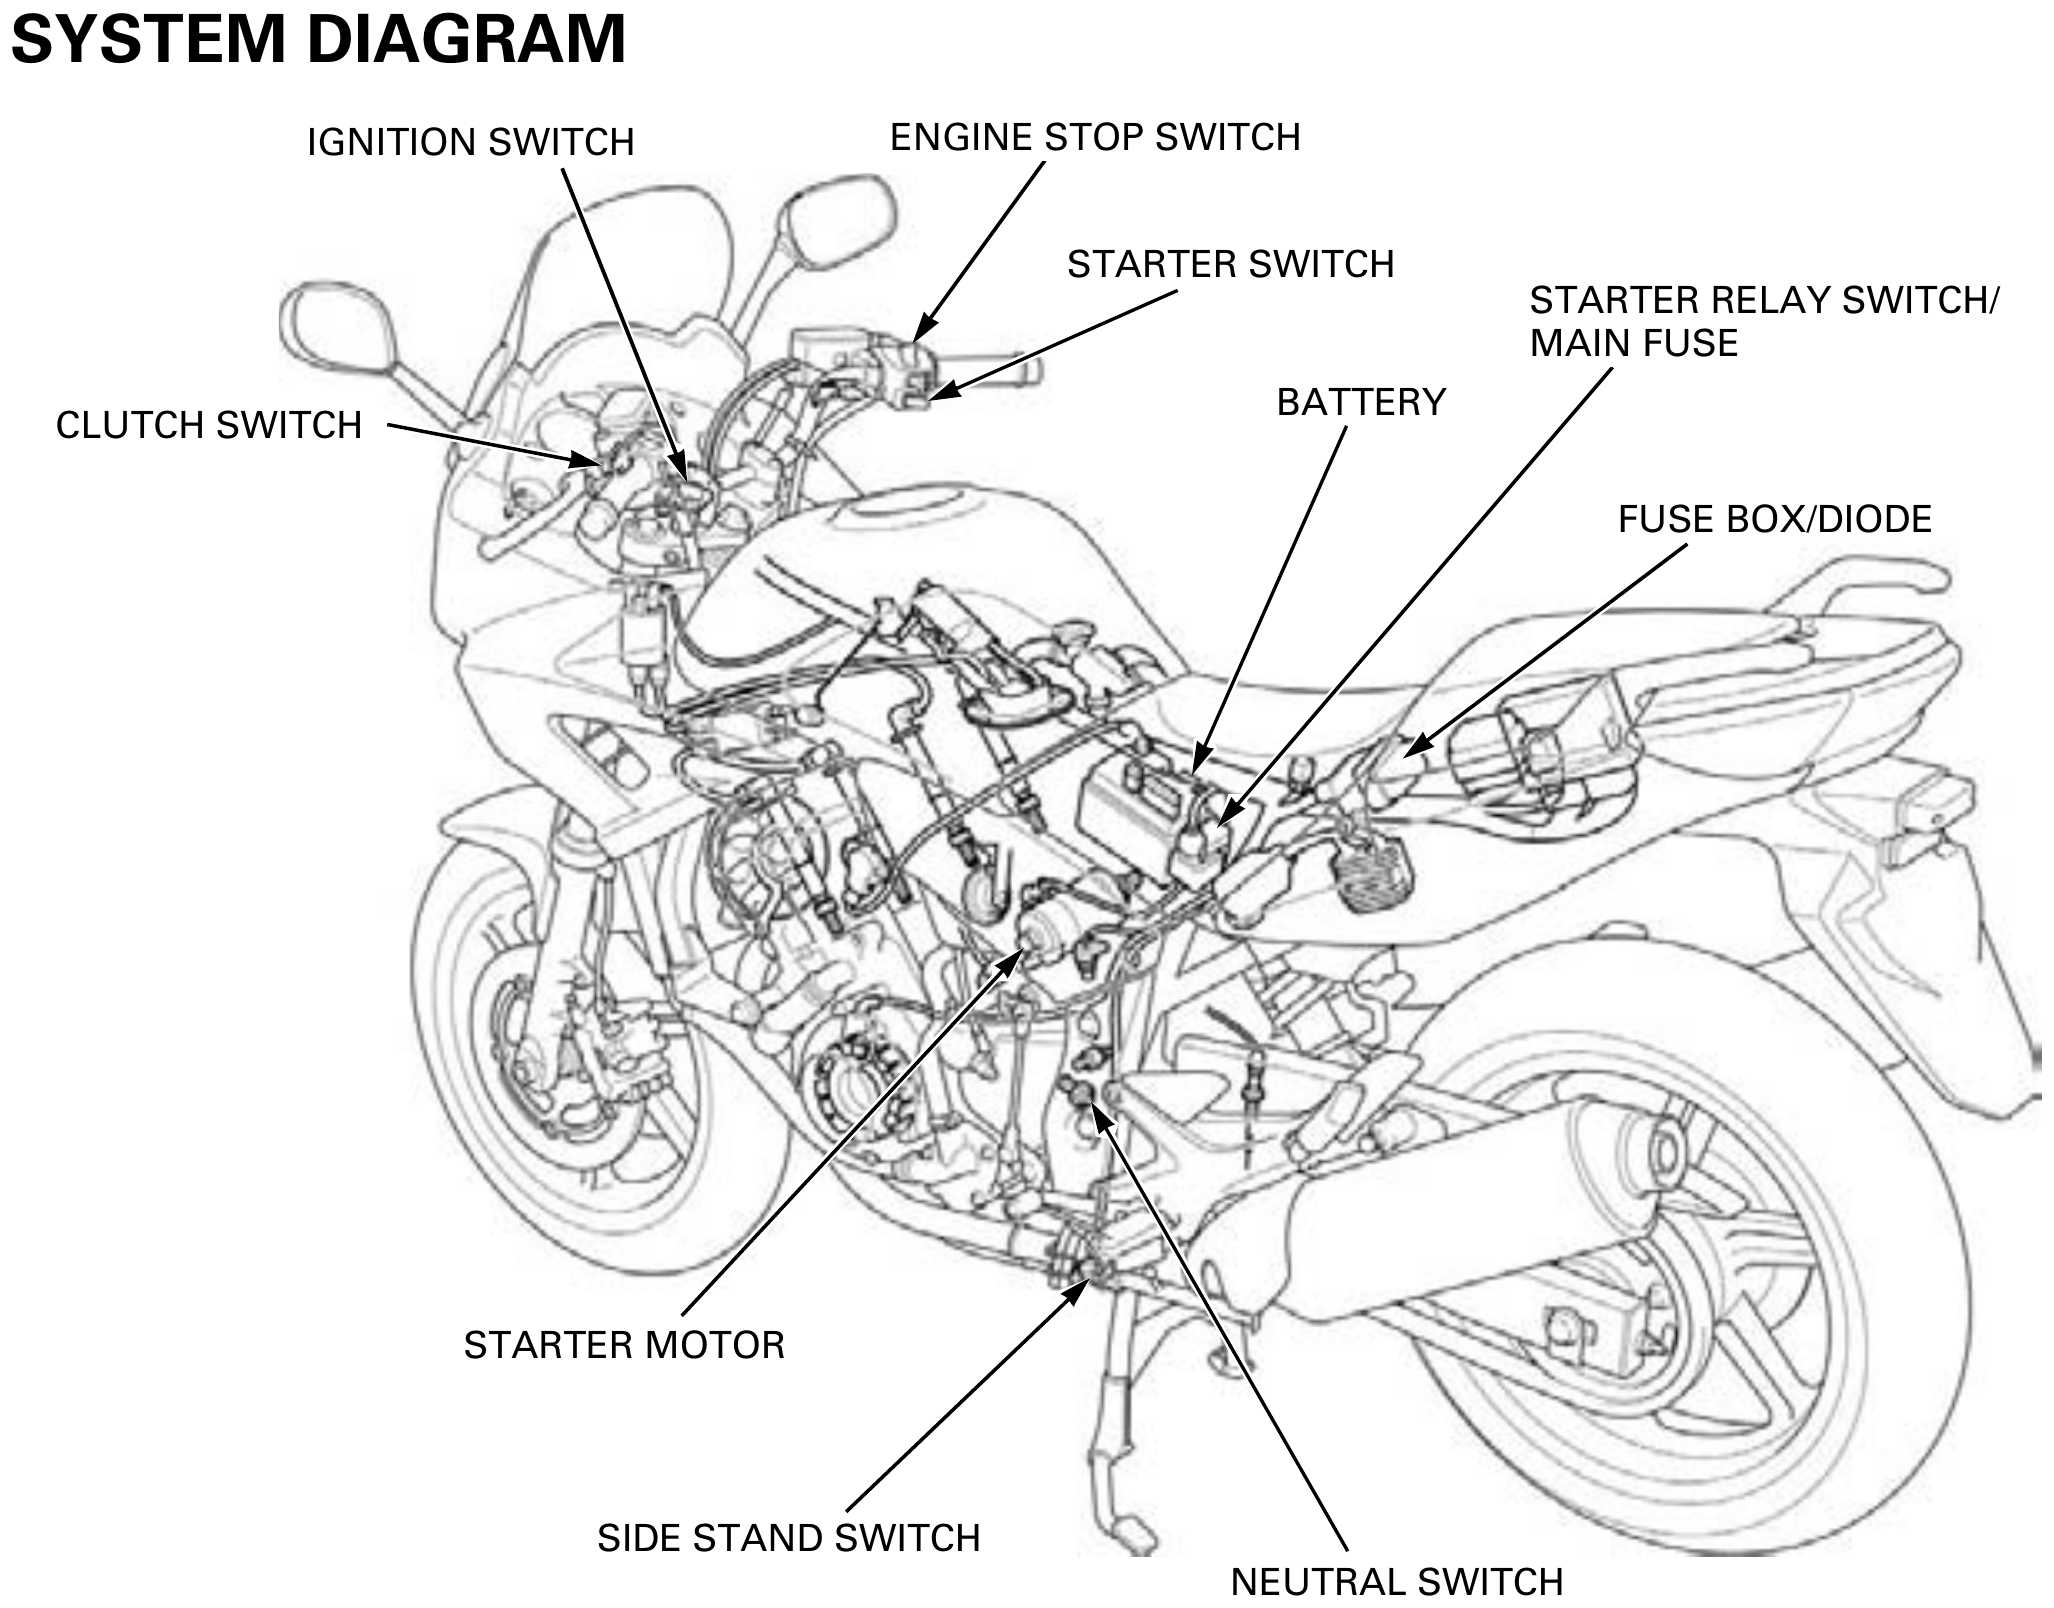 SYSTEM DIAGRAM
IGNITION SWITCH
ENGINE STOP SWITCH
STARTER SWITCH
STARTER RELAY SWITCH/
MAIN FUSE
BATTERY
CLUTCH SWITCH
FUSE BOX/DIODE
STARTER MOTOR
SIDE STAND SWITCH
NEUTRAL SWITCH